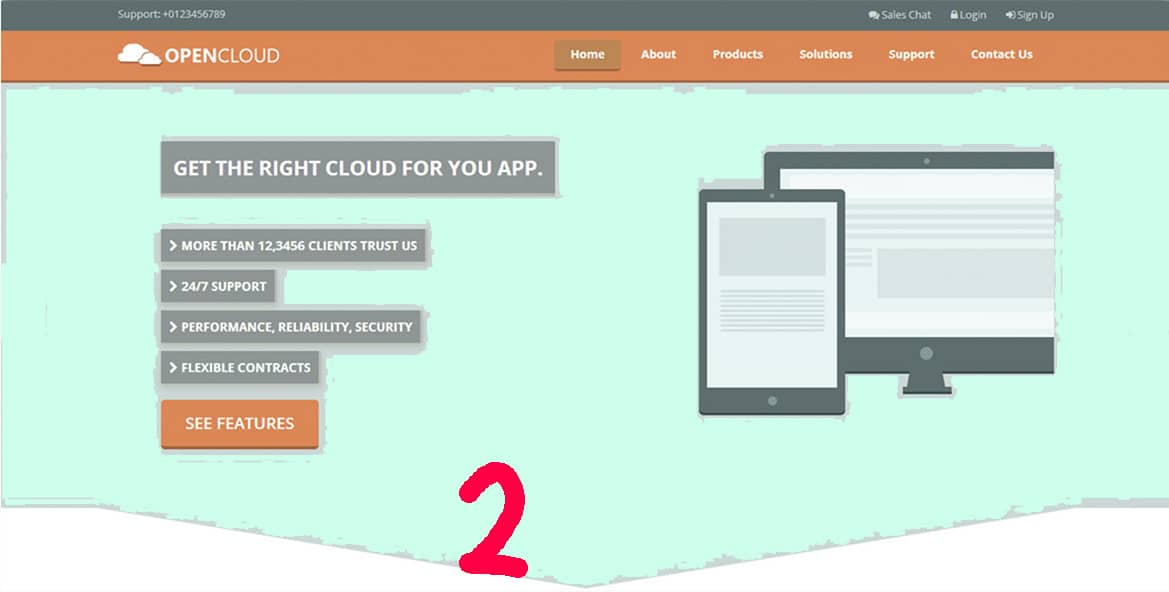 Support: +0123456789 Sales Chat Login Sign Up
OPENCLOUD Home About Products Solutions Support Contact Us
GET THE RIGHT CLOUD FOR YOU APP.
MORE THAN 12,3456 CLIENTS TRUST US
24/7 SUPPORT
PERFORMANCE, RELIABILITY, SECURITY
FLEXIBLE CONTRACTS
SEE FEATURES
2